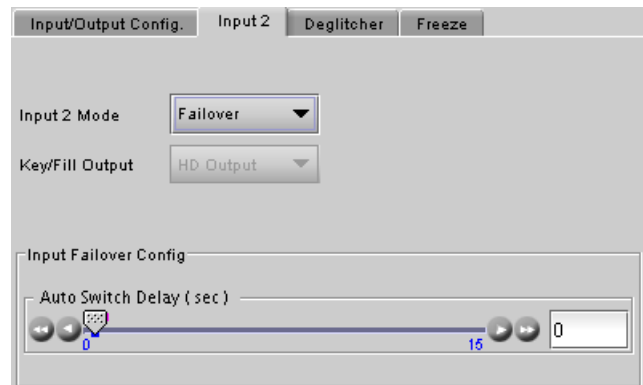 Input/Output Config. Input 2 Deglitcher Freeze
Input 2 Mode Failover
Key/Fill Output HD Output
Input Failover Config
Auto Switch Delay ( sec )
0 15 0